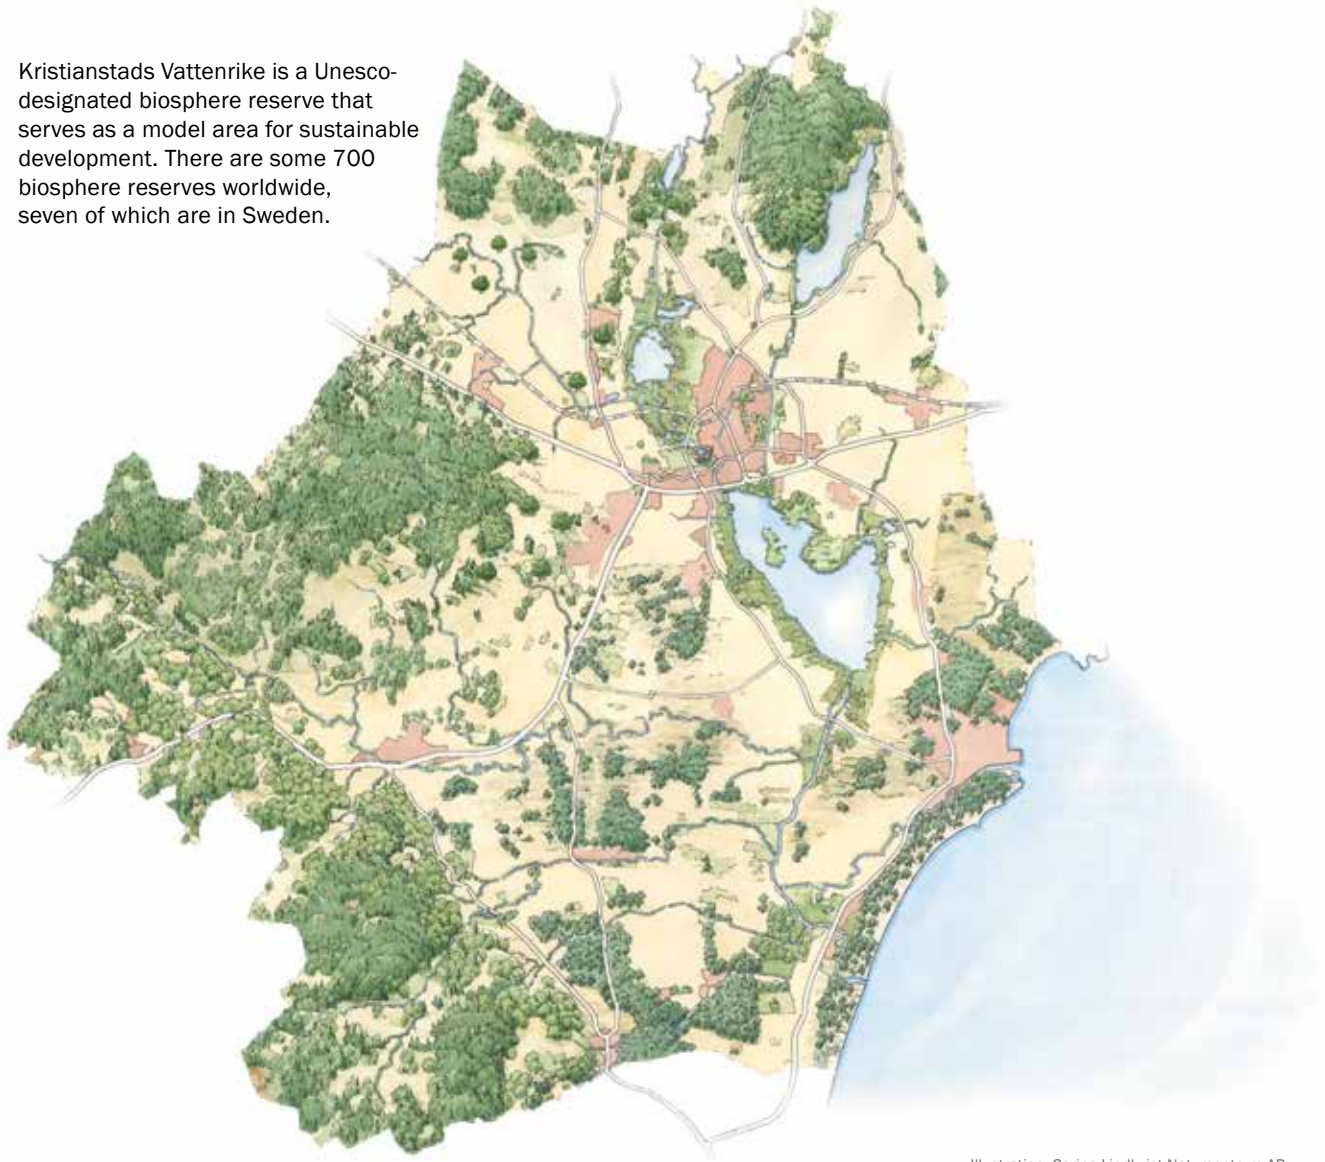 Kristianstads Vattenrike is a Unesco-
designated biosphere reserve that
serves as a model area for sustainable
development. There are some 700
biosphere reserves worldwide,
seven of which are in Sweden.